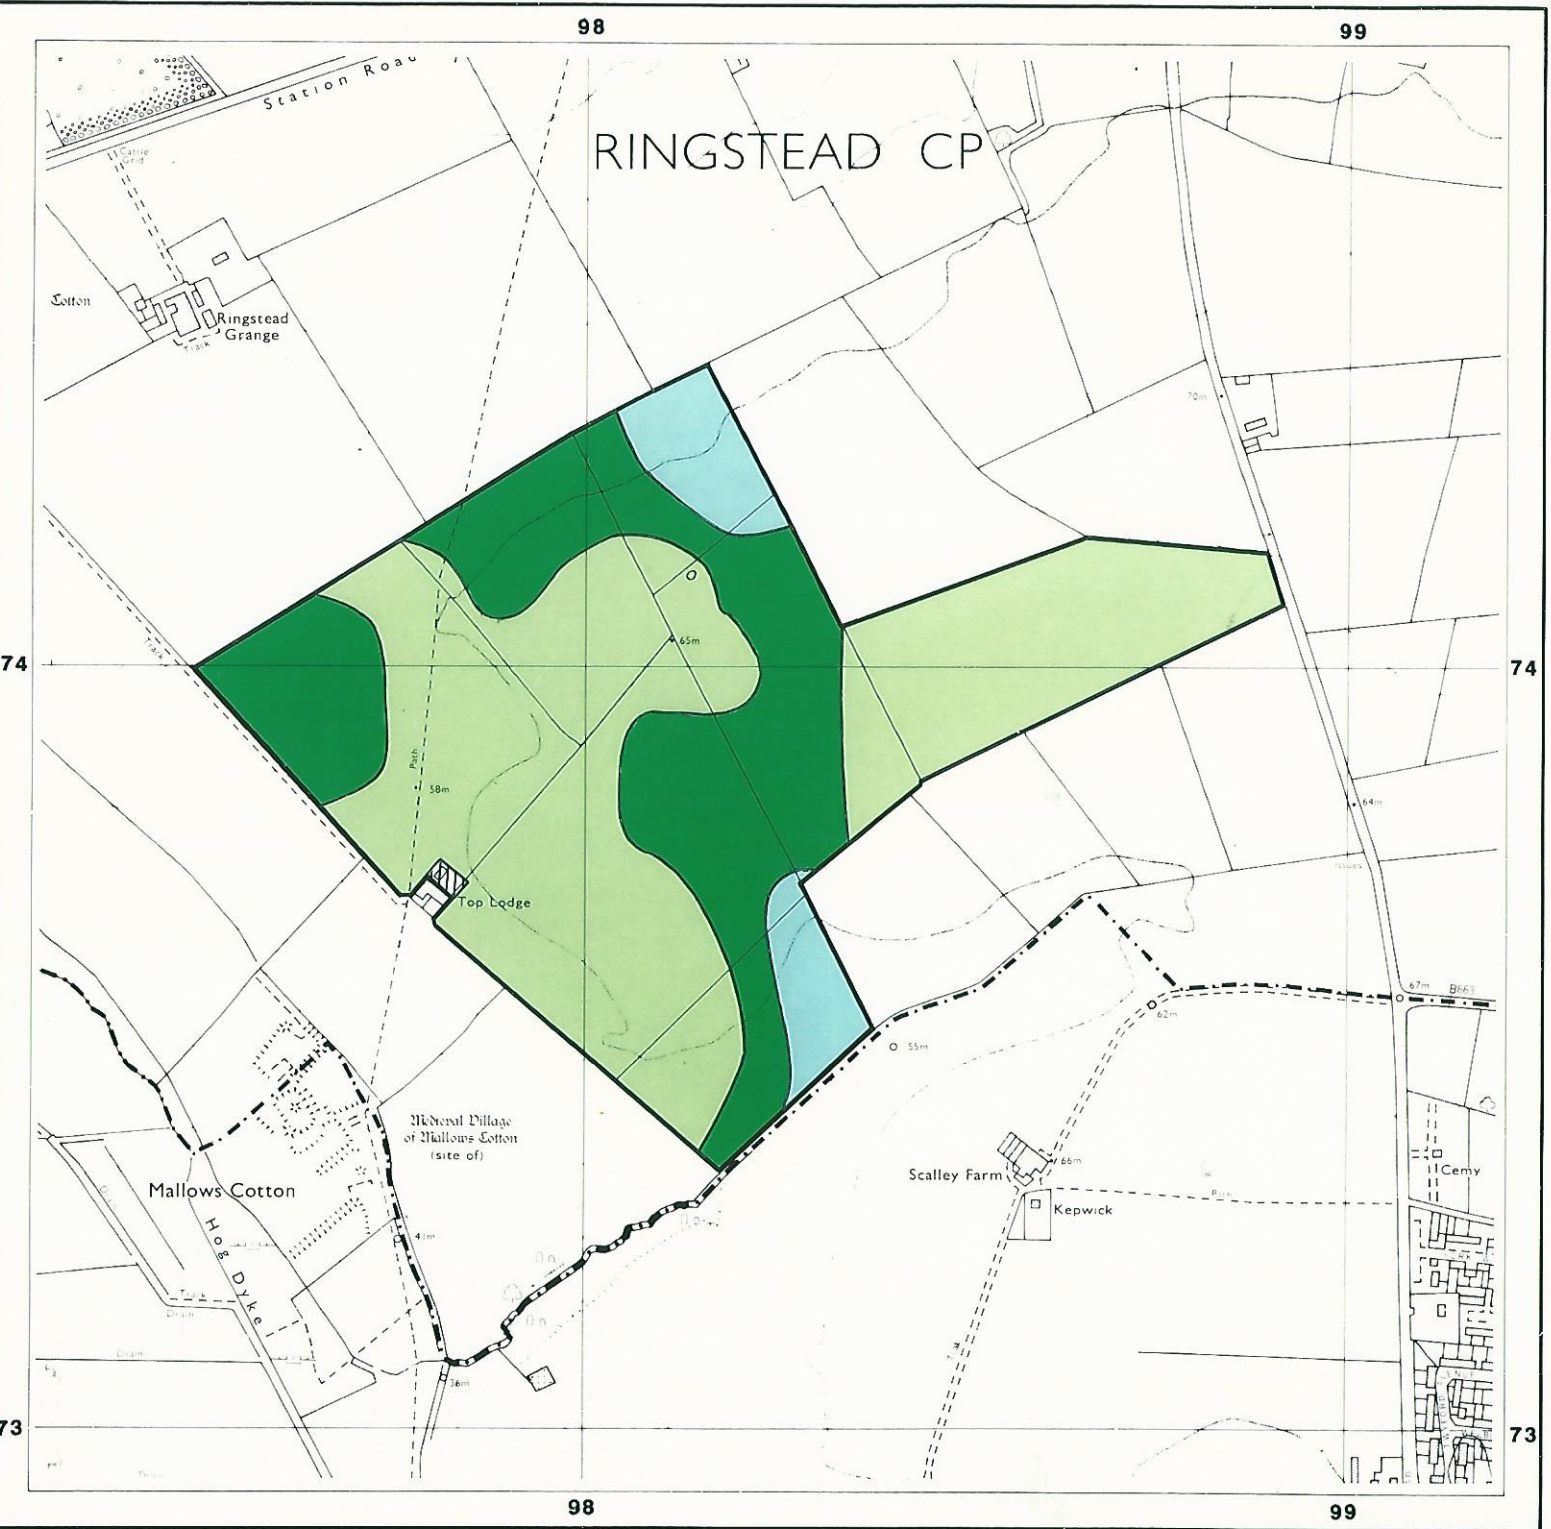 98
99
Station Road
RINGSTEAD CP
Cattle
Grid
Cotton
Ringstead
Grange
Track
70m
Track
65m
74
74
Path
58m
64m
Issues
Top Lodge
67m
B663
62m
55m
Medieval Village
of Mallows Cotton
(site of)
66m
Scalley Farm
Cemy
Mallows Cotton
Path
Kepwick
Hog Dyke
41m
Track
Drain
Drain
36m
73
73
98
99